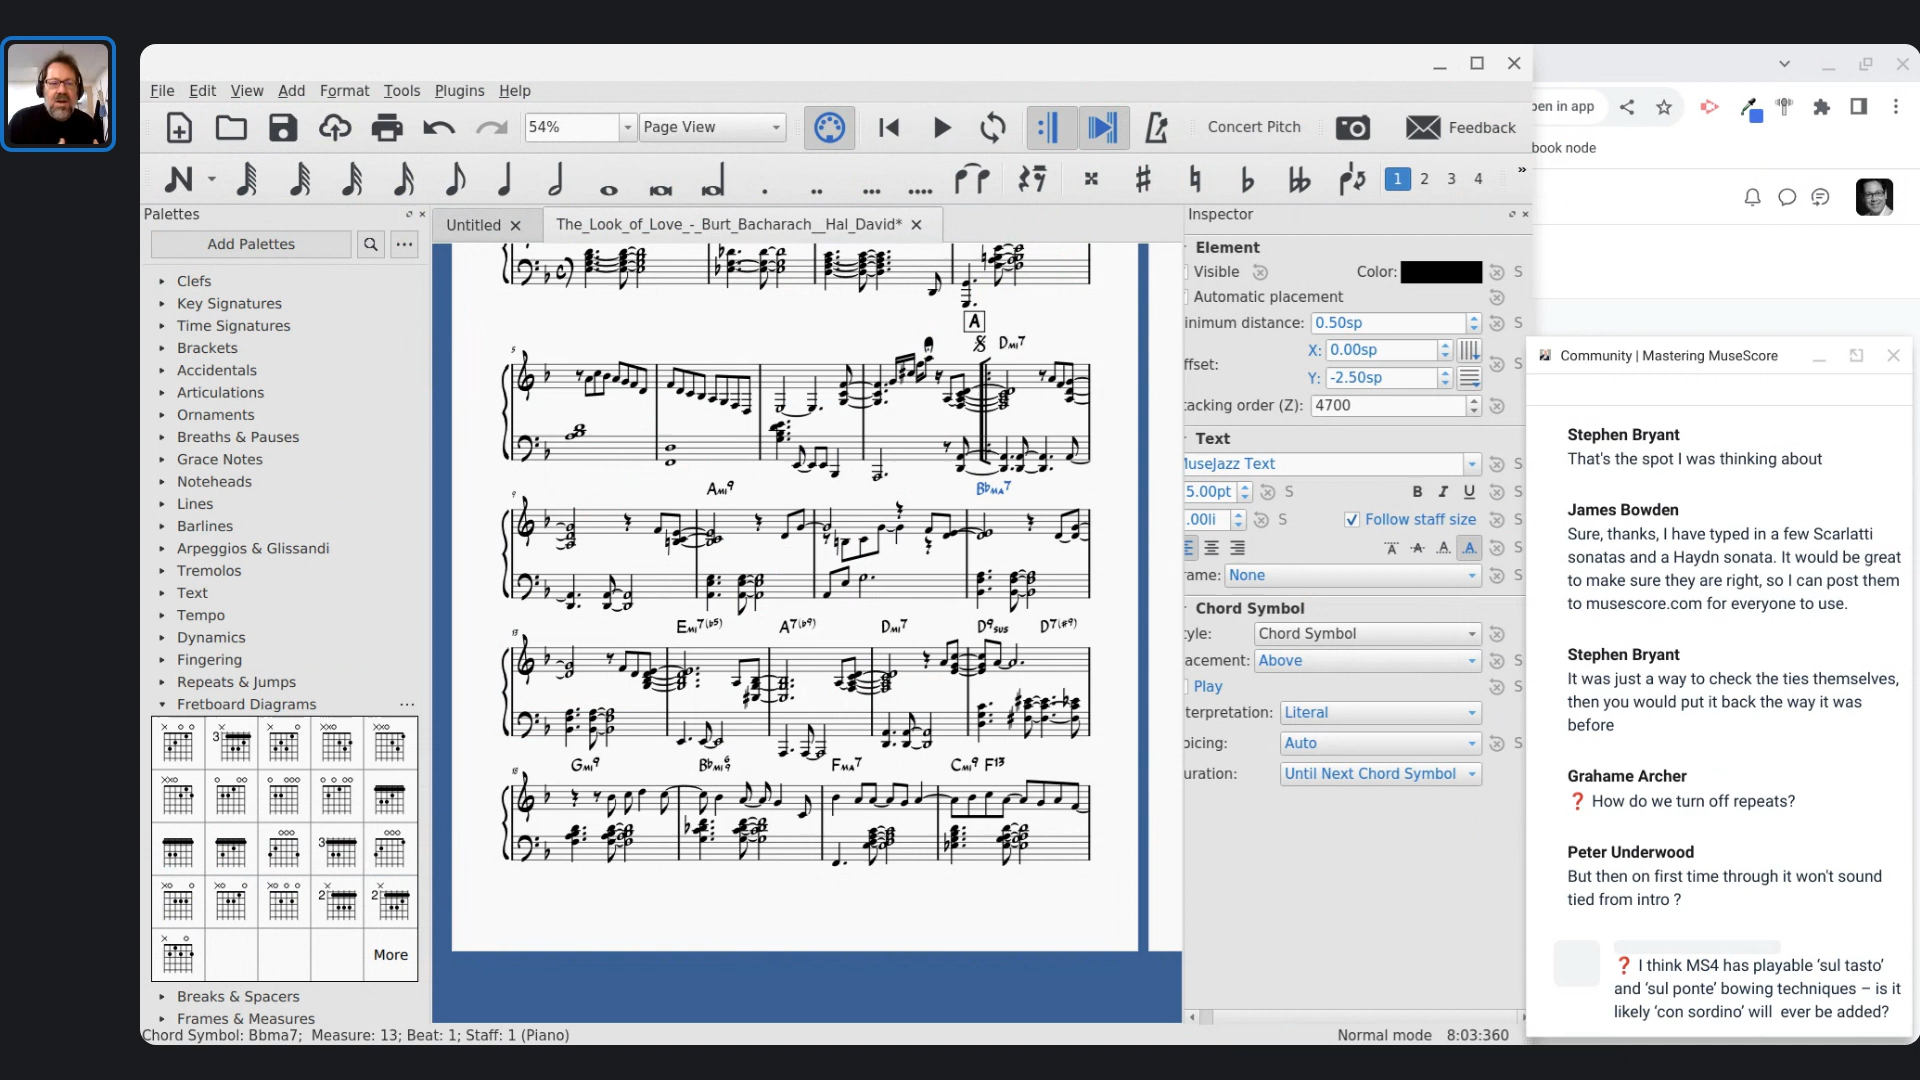 File Edit View Add Format Tools Plugins Help
54% Page View Concert Pitch Feedback
1 2 3 4 »
pen in app
book node
Palettes
Add Palettes
Clefs
Key Signatures
Time Signatures
Brackets
Accidentals
Articulations
Ornaments
Breaths & Pauses
Grace Notes
Noteheads
Lines
Barlines
Arpeggios & Glissandi
Tremolos
Text
Tempo
Dynamics
Fingering
Repeats & Jumps
Fretboard Diagrams
More
Breaks & Spacers
Frames & Measures
Untitled The_Look_of_Love_-_Burt_Bacharach__Hal_David*
A
5 Dmi7
9 Ami9 Bbma7
13 Emi7(b5) A7(b9) Dmi7 D9sus D7(#9)
Gmi9 Bbmi6 9 Fma7 Cmi9 F13
Inspector
Element
Visible Color: S
Automatic placement
inimum distance: 0.50sp S
ffset: X: 0.00sp S
Y: -2.50sp
tacking order (Z): 4700
Text
MuseJazz Text S
5.00pt S B I U S
.00li S Follow staff size S
S
rame: None S
Chord Symbol
yle: Chord Symbol
acement: Above S
Play S
terpretation: Literal
oicing: Auto S
uration: Until Next Chord Symbol
Community | Mastering MuseScore
Stephen Bryant
That's the spot I was thinking about
James Bowden
Sure, thanks, I have typed in a few Scarlatti
sonatas and a Haydn sonata. It would be great
to make sure they are right, so I can post them
to musescore.com for everyone to use.
Stephen Bryant
It was just a way to check the ties themselves,
then you would put it back the way it was
before
Grahame Archer
❓ How do we turn off repeats?
Peter Underwood
But then on first time through it won't sound
tied from intro ?
❓ I think MS4 has playable ‘sul tasto’
and ‘sul ponte’ bowing techniques – is it
likely ‘con sordino’ will ever be added?
Chord Symbol: Bbma7; Measure: 13; Beat: 1; Staff: 1 (Piano)
Normal mode 8:03:360